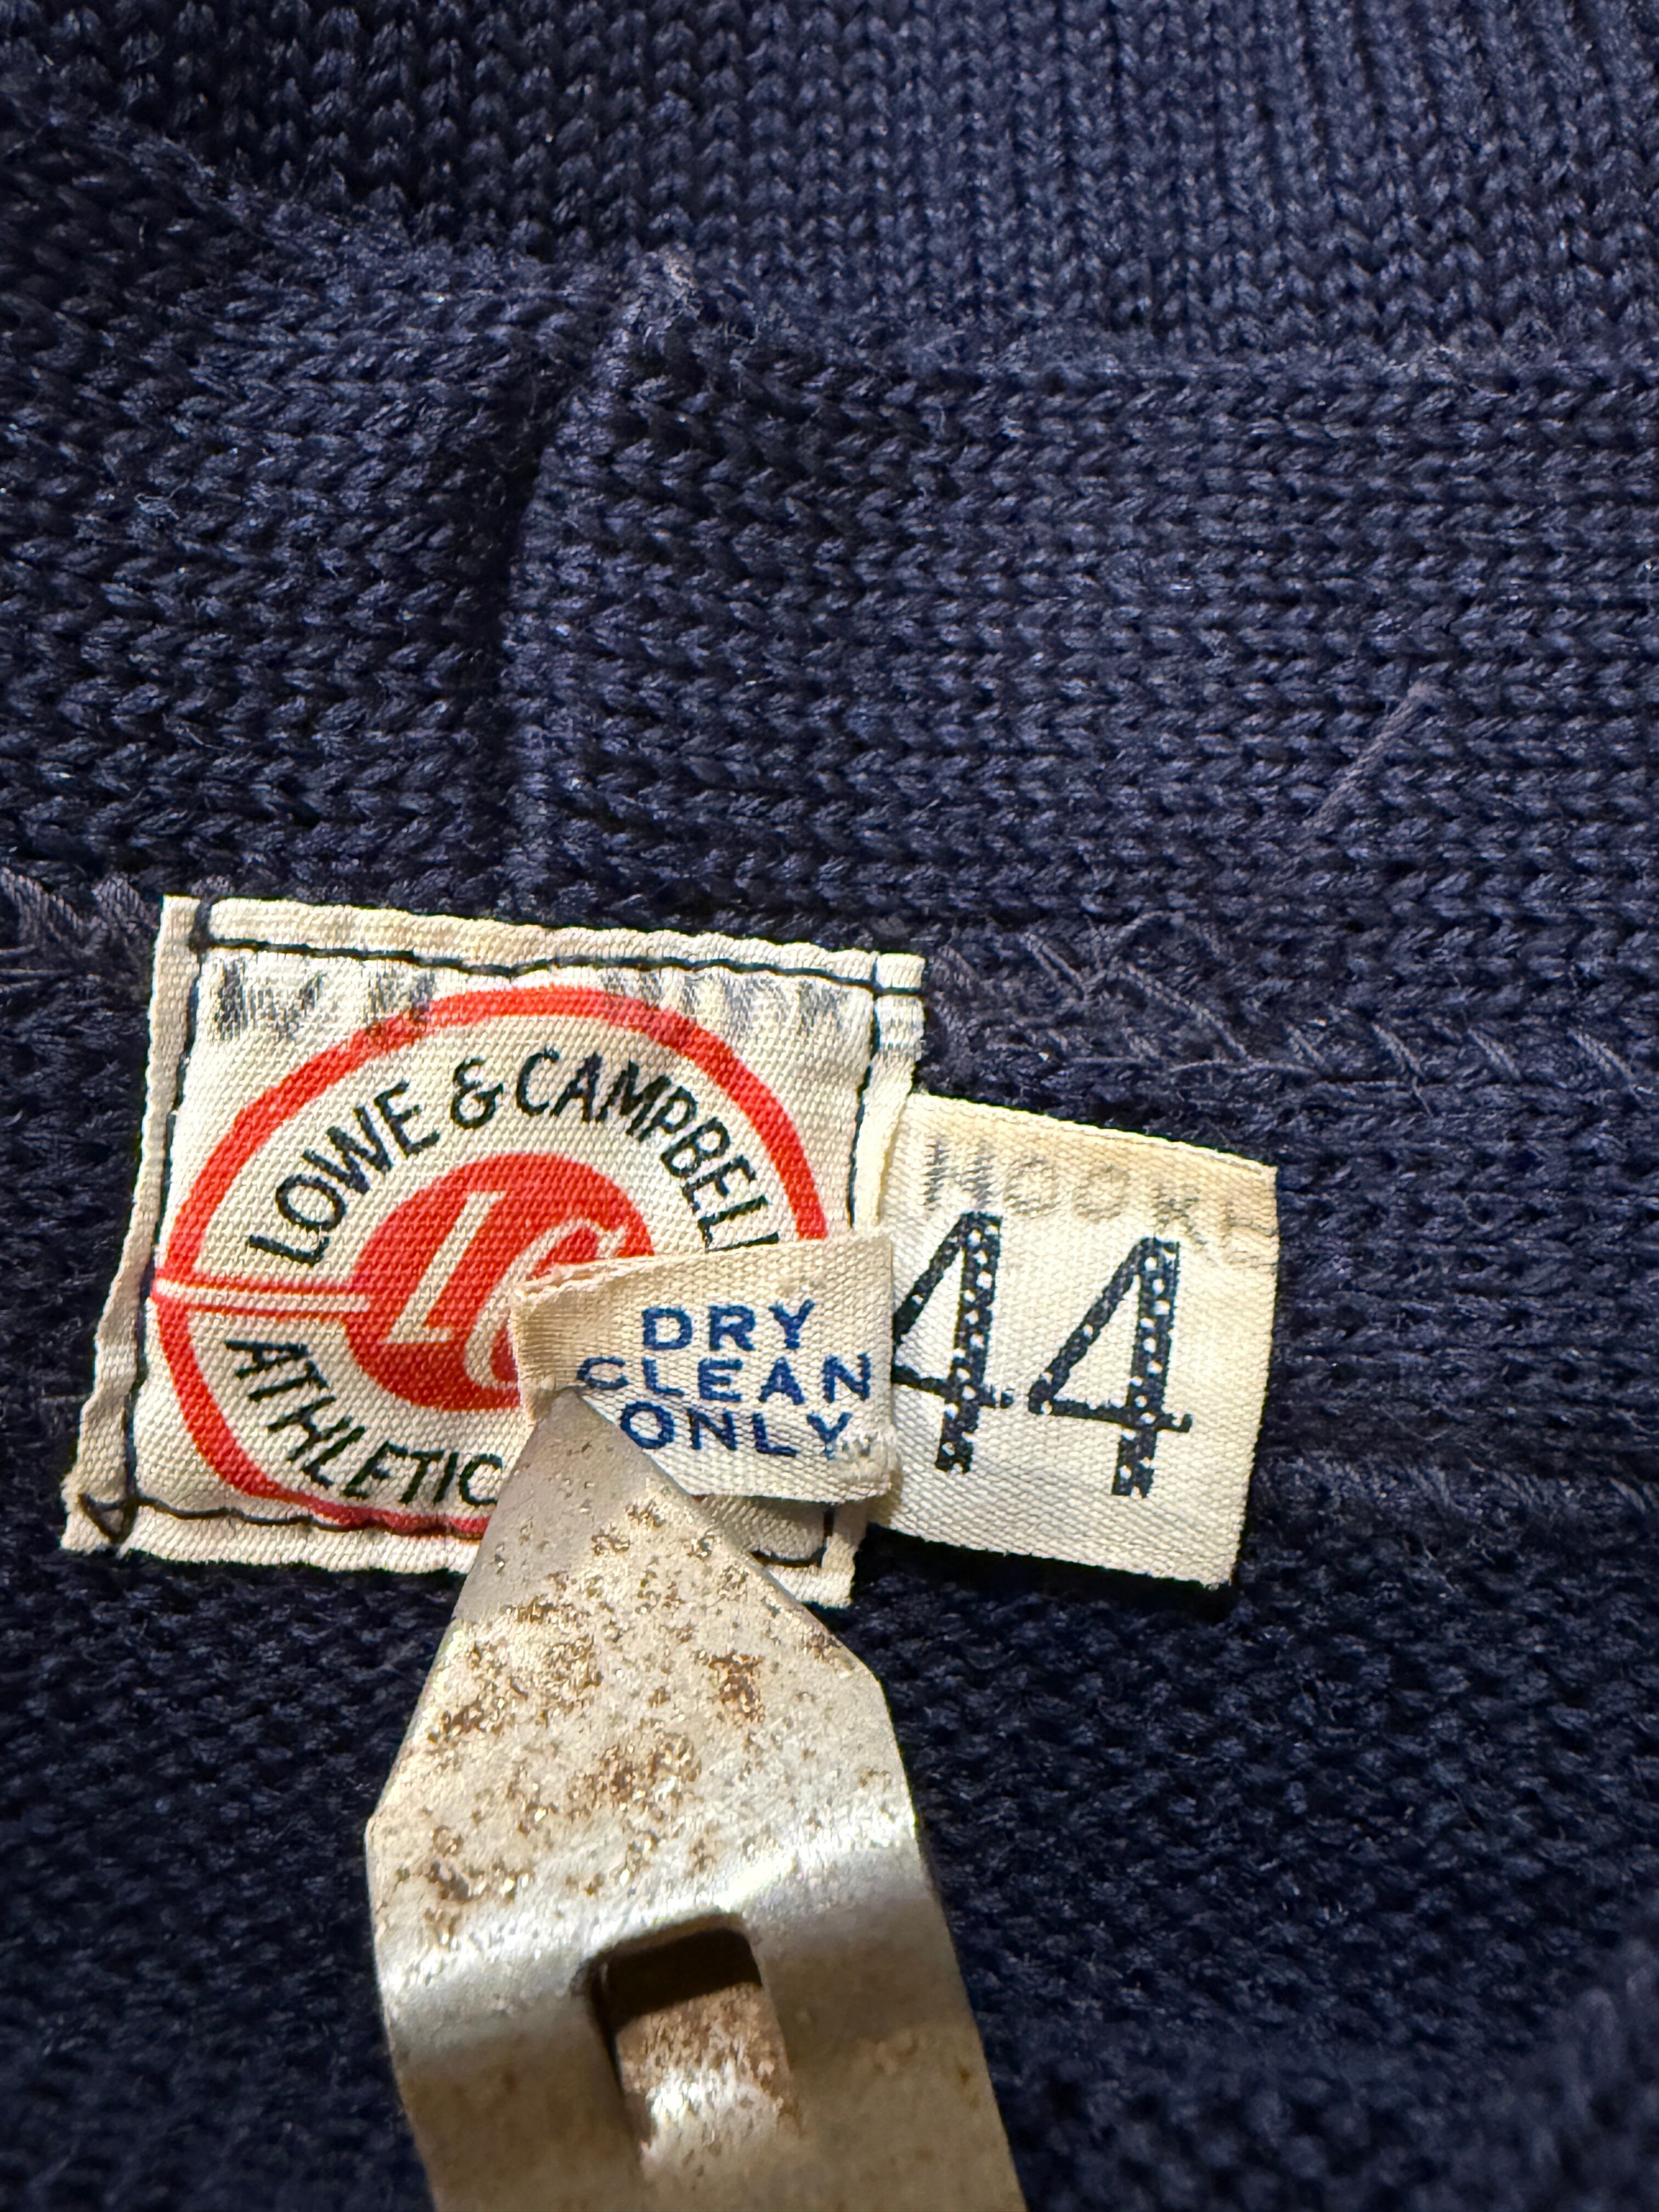 LOWE & CAMPBELL
LC
ATHLETIC
DRY
CLEAN
ONLY
44